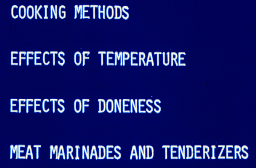 COOKING METHODS
EFFECTS OF TEMPERATURE
EFFECTS OF DONENESS
MEAT MARINADES AND TENDERIZERS